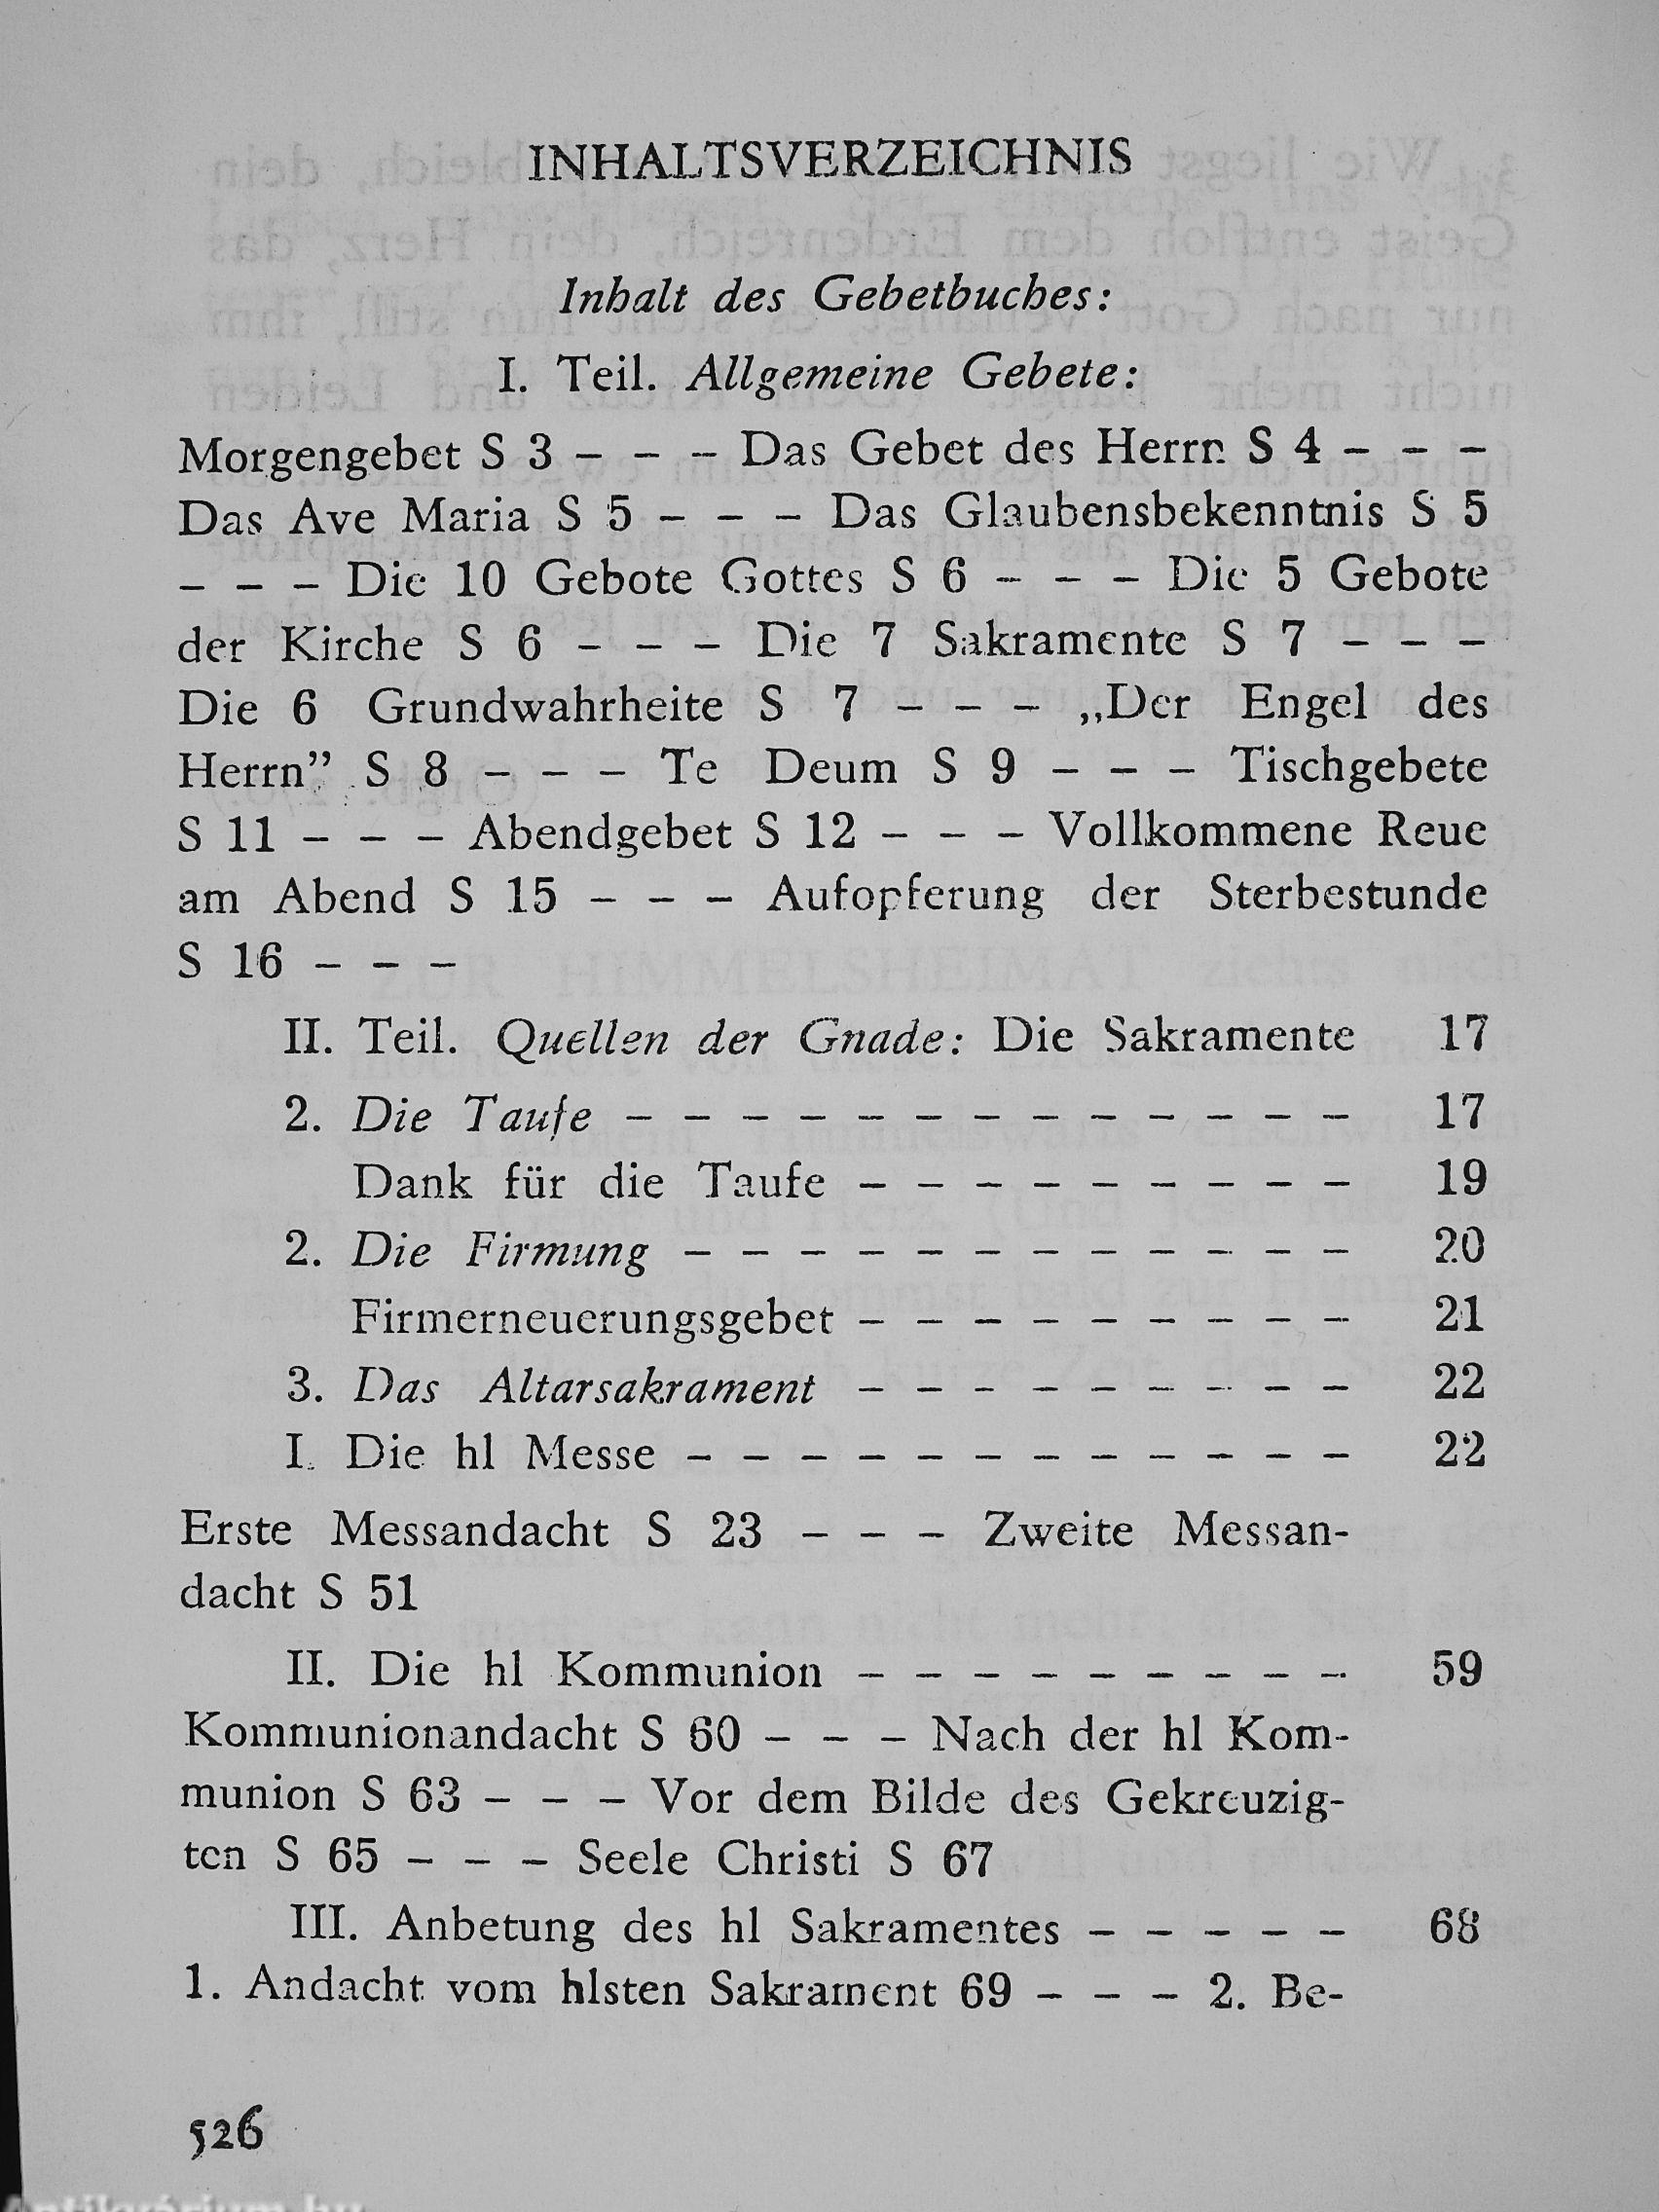 INHALTSVERZEICHNIS
Inhalt des Gebetbuches:
I. Teil. Allgemeine Gebete:
Morgengebet S 3 – – – Das Gebet des Herrn S 4 – – –
Das Ave Maria S 5 – – – Das Glaubensbekenntnis S 5
– – – Die 10 Gebote Gottes S 6 – – – Die 5 Gebote
der Kirche S 6 – – – Die 7 Sakramente S 7 – – –
Die 6 Grundwahrheite S 7 – – – „Der Engel des
Herrn” S 8 – – – Te Deum S 9 – – – Tischgebete
S 11 – – – Abendgebet S 12 – – – Vollkommene Reue
am Abend S 15 – – – Aufopferung der Sterbestunde
S 16 – – –
II. Teil. Quellen der Gnade: Die Sakramente 17
2. Die Taufe – – – – – – – – – – – – – 17
Dank für die Taufe – – – – – – – – – 19
2. Die Firmung – – – – – – – – – – – – 20
Firmerneuerungsgebet – – – – – – – – – 21
3. Das Altarsakrament – – – – – – – – – 22
I. Die hl Messe – – – – – – – – – – – – 22
Erste Messandacht S 23 – – – Zweite Messan-
dacht S 51
II. Die hl Kommunion – – – – – – – – – 59
Kommunionandacht S 60 – – – Nach der hl Kom-
munion S 63 – – – Vor dem Bilde des Gekreuzig-
ten S 65 – – – Seele Christi S 67
III. Anbetung des hl Sakramentes – – – – – 68
1. Andacht vom hlsten Sakrament 69 – – – 2. Be-
526
Antikvárium.hu